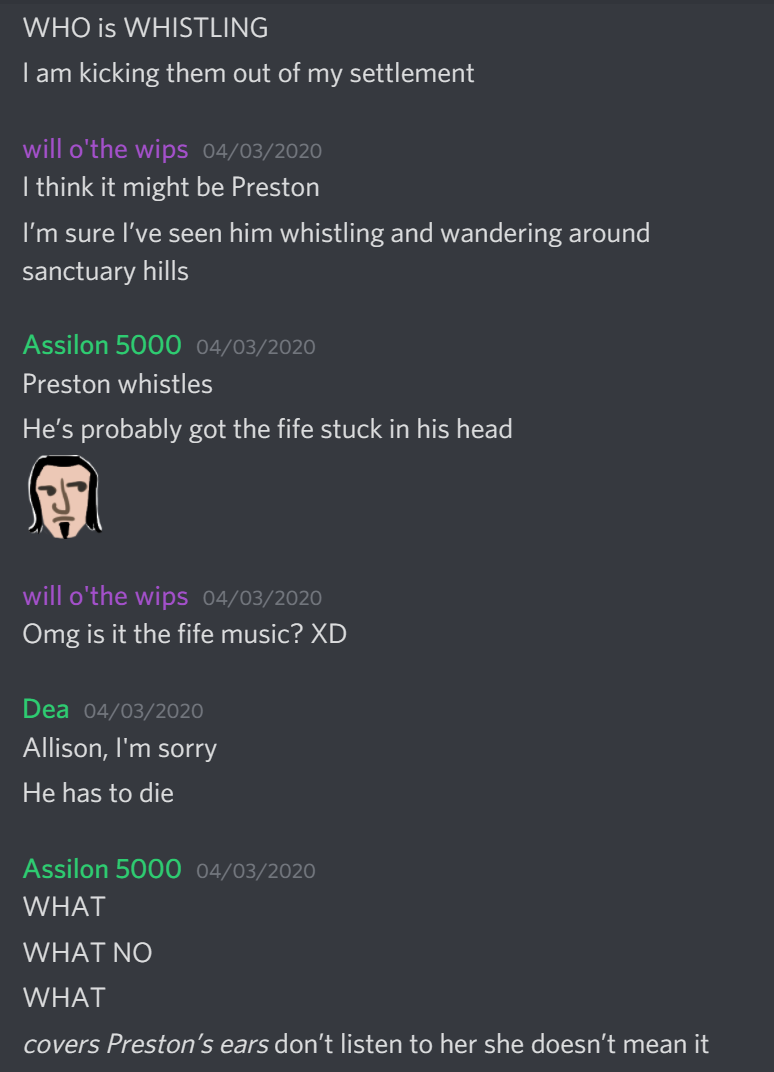 WHO is WHISTLING
I am kicking them out of my settlement
will o'the wips 04/03/2020
I think it might be Preston
I’m sure I’ve seen him whistling and wandering around
sanctuary hills
Assilon 5000 04/03/2020
Preston whistles
He’s probably got the fife stuck in his head
will o'the wips 04/03/2020
Omg is it the fife music? XD
Dea 04/03/2020
Allison, I'm sorry
He has to die
Assilon 5000 04/03/2020
WHAT
WHAT NO
WHAT
covers Preston’s ears don’t listen to her she doesn’t mean it